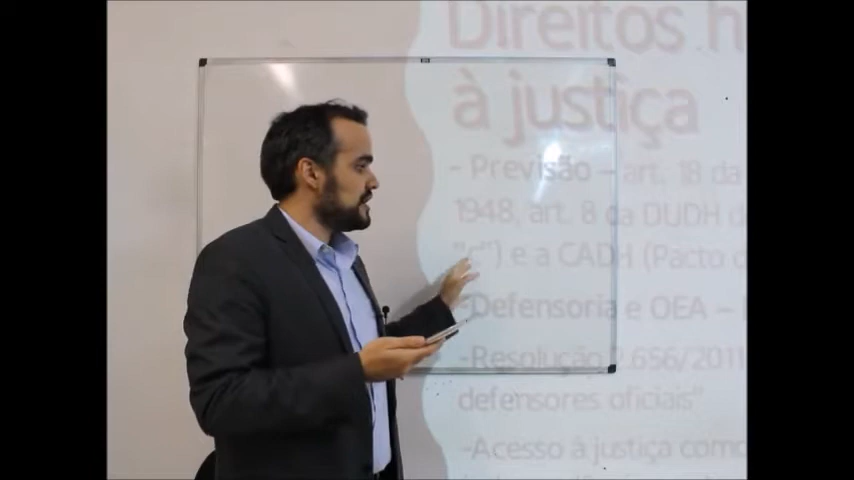 Direitos h
à justiça
- Previsão – art. 18 da
1948, art. 8 da DUDH d
"c") e a CADH (Pacto
- Defensoria e OEA –
- Resolução 2.656/2011
defensores oficiais"
- Acesso à justiça como